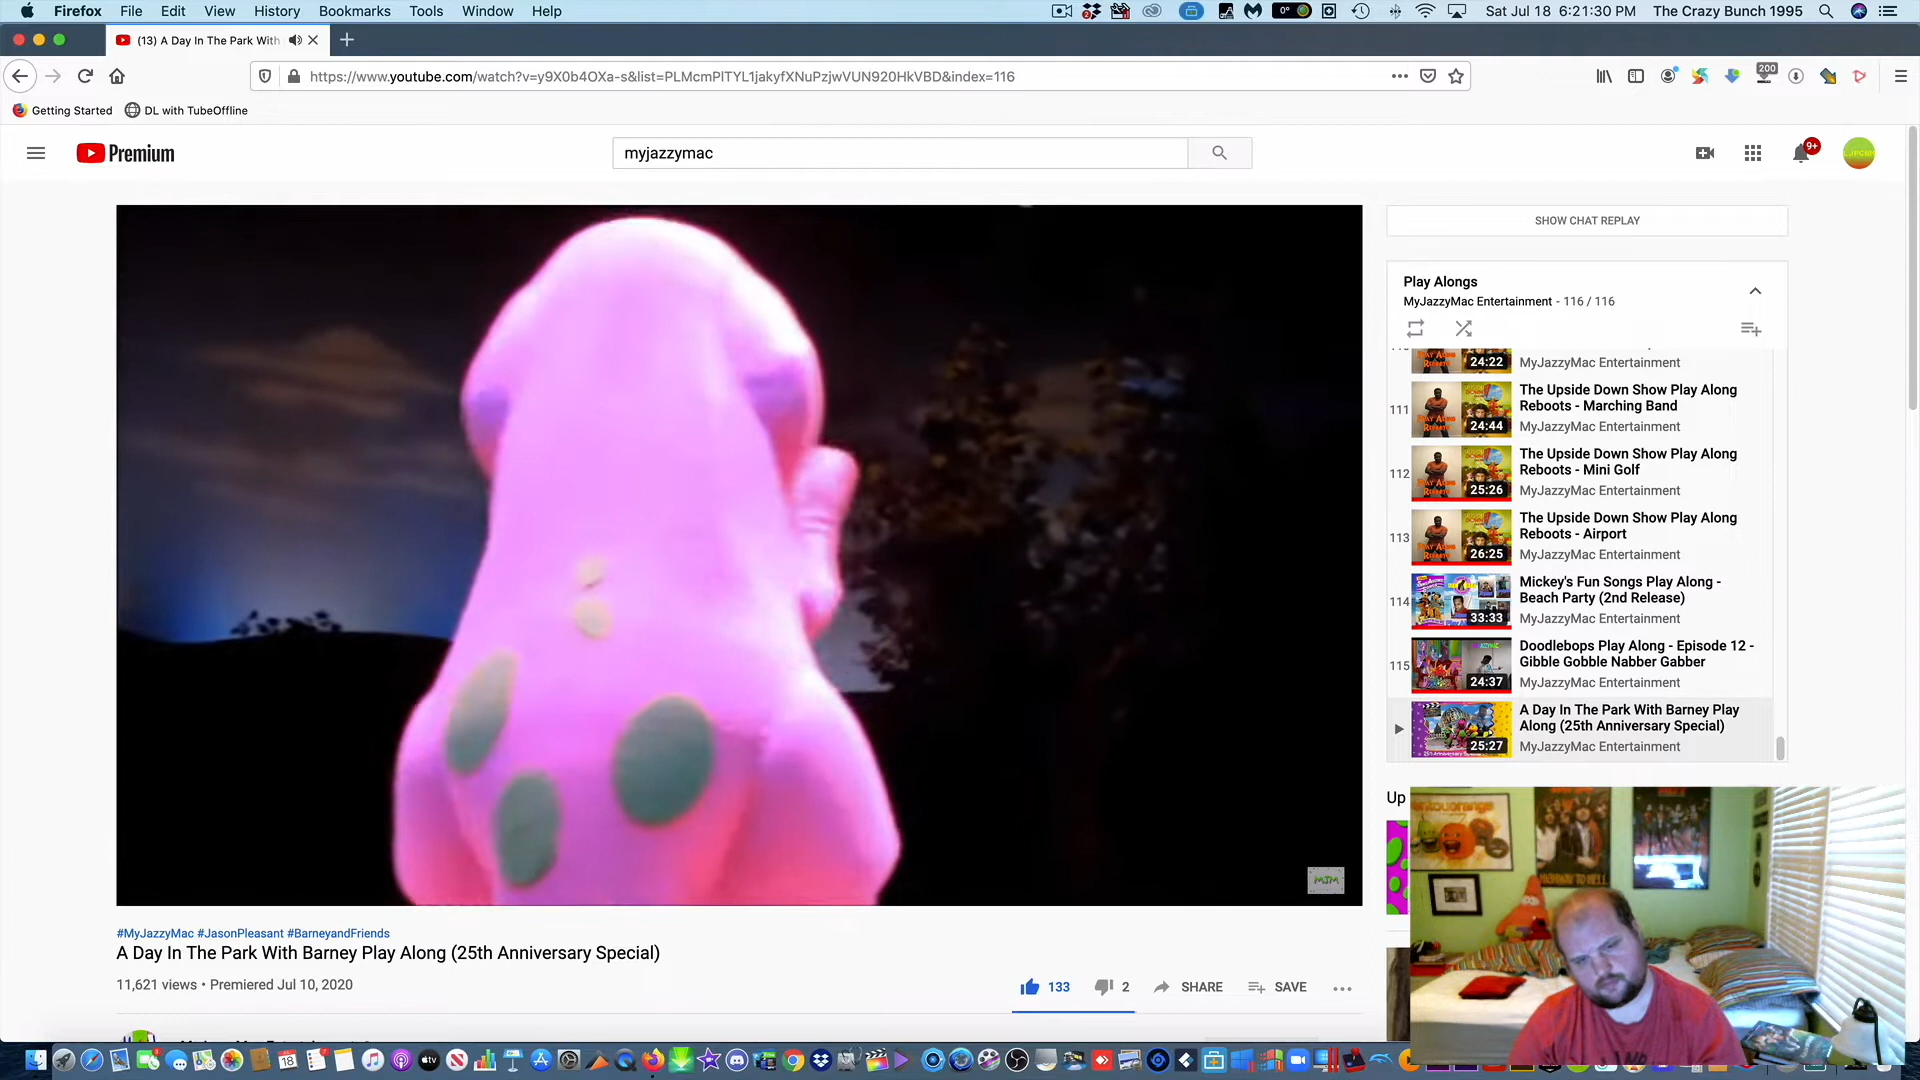 Firefox File Edit View History Bookmarks Tools Window Help
0° Sat Jul 18 6:21:30 PM The Crazy Bunch 1995
(13) A Day In The Park With
https://www.youtube.com/watch?v=y9X0b4OXa-s&list=PLMcmPlTYL1jakyfXNuPzjwVUN920HkVBD&index=116
200
Getting Started DL with TubeOffline
Premium
myjazzymac
9+
SHOW CHAT REPLAY
Play Alongs
MyJazzyMac Entertainment - 116 / 116
24:22
MyJazzyMac Entertainment
111
24:44
The Upside Down Show Play Along
Reboots - Marching Band
MyJazzyMac Entertainment
112
25:26
The Upside Down Show Play Along
Reboots - Mini Golf
MyJazzyMac Entertainment
113
26:25
The Upside Down Show Play Along
Reboots - Airport
MyJazzyMac Entertainment
114
33:33
Mickey's Fun Songs Play Along -
Beach Party (2nd Release)
MyJazzyMac Entertainment
115
24:37
Doodlebops Play Along - Episode 12 -
Gibble Gobble Nabber Gabber
MyJazzyMac Entertainment
25:27
A Day In The Park With Barney Play
Along (25th Anniversary Special)
MyJazzyMac Entertainment
Up
MJM
#MyJazzyMac #JasonPleasant #BarneyandFriends
A Day In The Park With Barney Play Along (25th Anniversary Special)
11,621 views • Premiered Jul 10, 2020
133 2 SHARE SAVE
HIGHWAY TO HELL